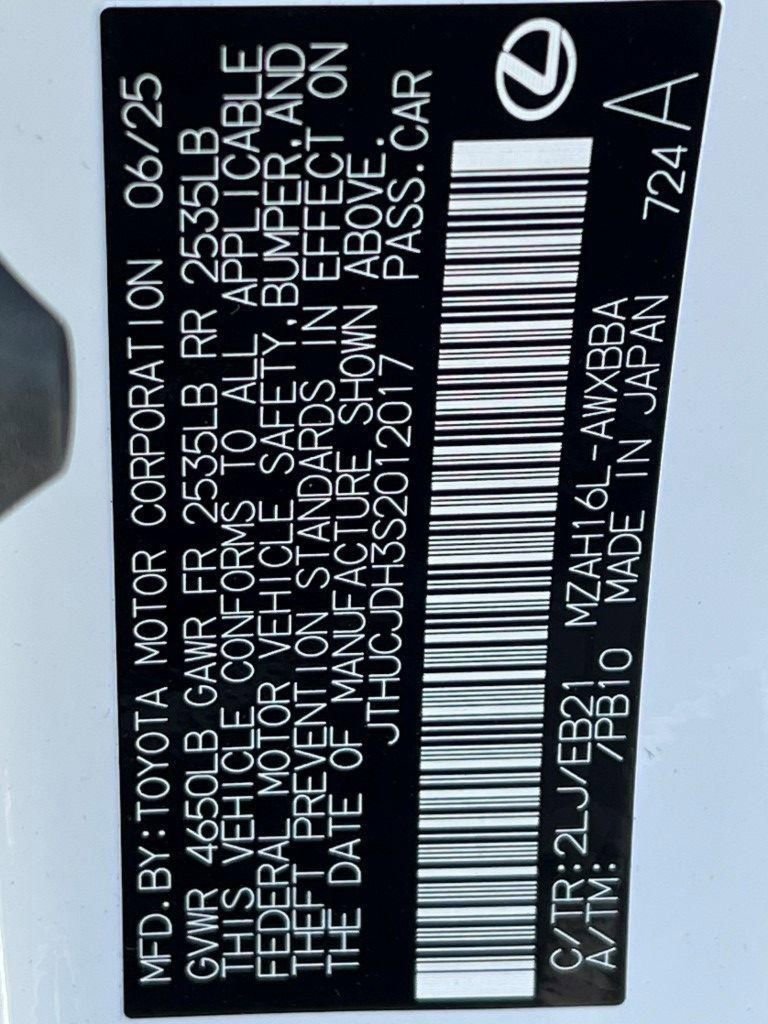 MFD.BY:TOYOTA MOTOR CORPORATION 06/25
GVWR 4650LB GAWR FR 2535LB RR 2535LB
THIS VEHICLE CONFORMS TO ALL APPLICABLE
FEDERAL MOTOR VEHICLE SAFETY,BUMPER,AND
THEFT PREVENTION STANDARDS IN EFFECT ON
THE DATE OF MANUFACTURE SHOWN ABOVE.
JTHUCJDH3S2012017 PASS.CAR
C/TR:2LJ/EB21 MZAH16L-AWXBBA
A/TM: /PB10 MADE IN JAPAN 724 A